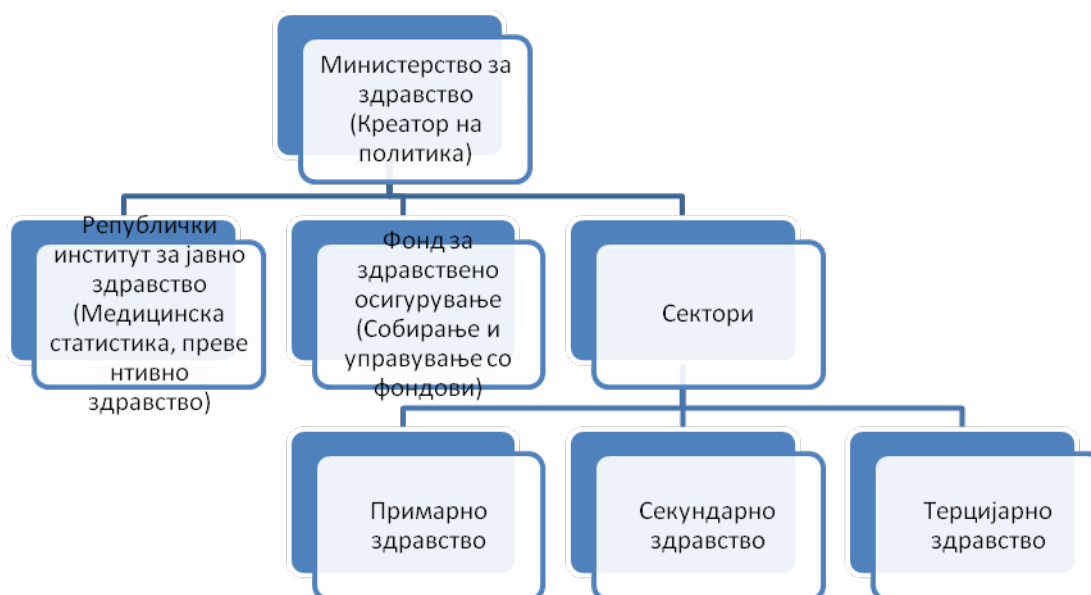 Министерство за
здравство
(Креатор на
политика)
Републички
институт за јавно
здравство
(Медицинска
статистика, преве
нтивно
здравство)
Фонд за
здравствено
осигурување
(Собирање и
управување со
фондови)
Сектори
Примарно
здравство
Секундарно
здравство
Терцијарно
здравство